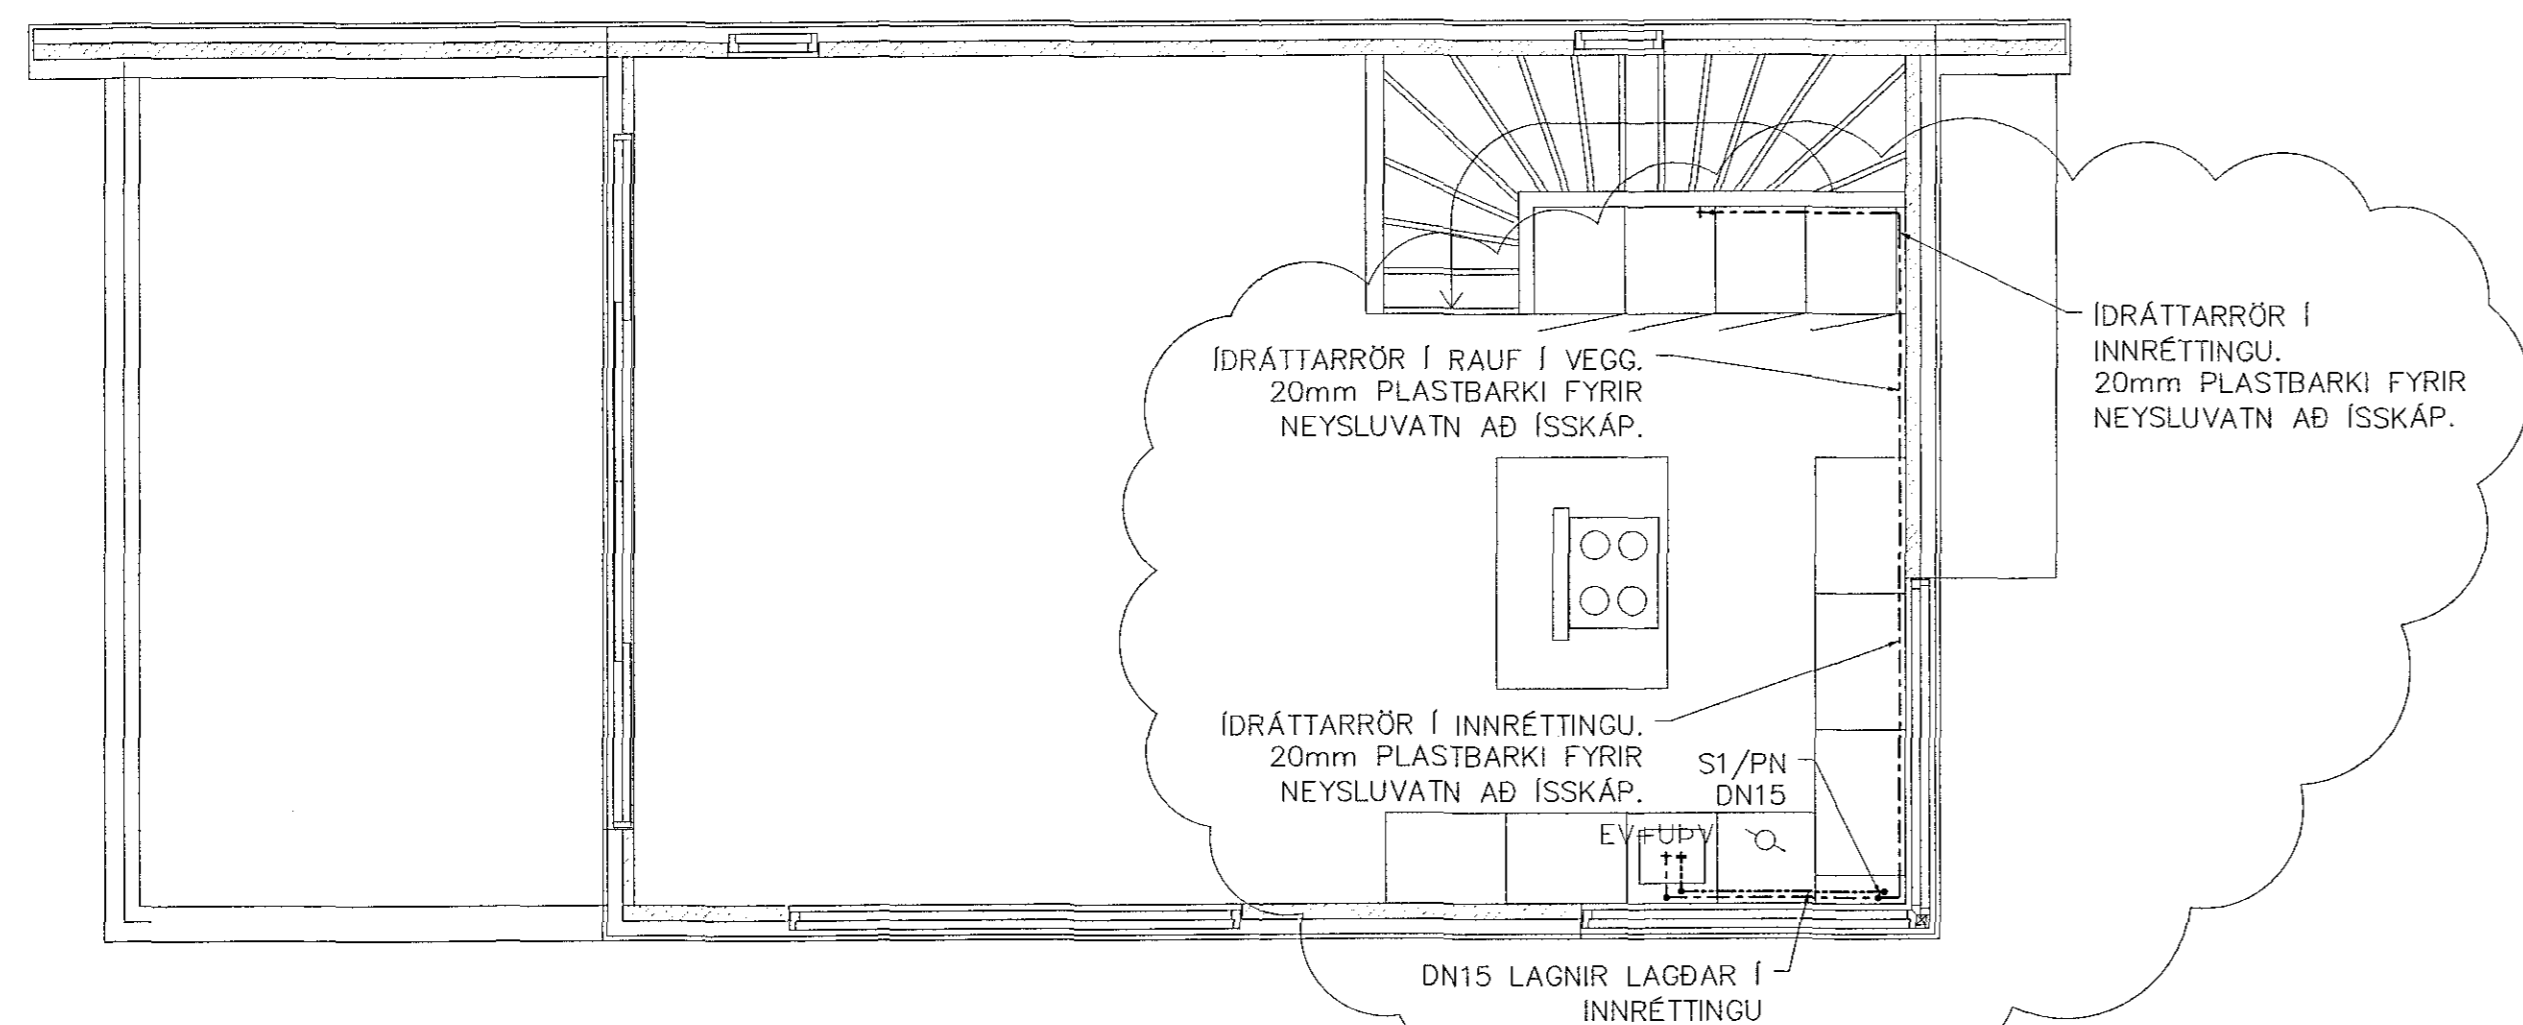 ÍDRÁTTARRÖR Í
INNRÉTTINGU.
20mm PLASTBARKI FYRIR
NEYSLUVATN AÐ ÍSSKÁP.
ÍDRÁTTARRÖR Í RAUF Í VEGG.
20mm PLASTBARKI FYRIR
NEYSLUVATN AÐ ÍSSKÁP.
ÍDRÁTTARRÖR Í INNRÉTTINGU.
20mm PLASTBARKI FYRIR
NEYSLUVATN AÐ ÍSSKÁP.
S1/PN
DN15
DN15 LAGNIR LAGÐAR Í
INNRÉTTINGU